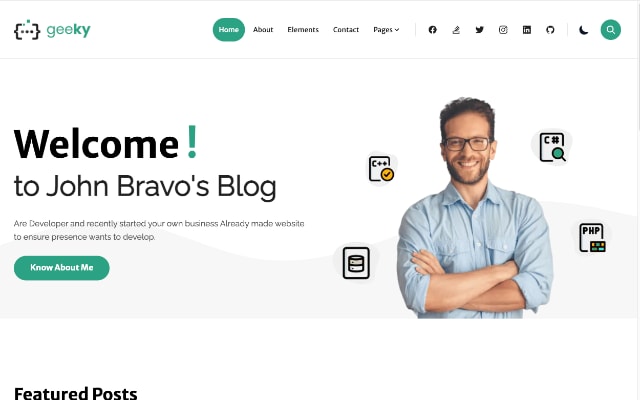 geeky
Home About Elements Contact Pages
Welcome!
to John Bravo's Blog
Are Developer and recently started your own business Already made website
to ensure presence wants to develop.
Know About Me
C++
C#
PHP
Featured Posts